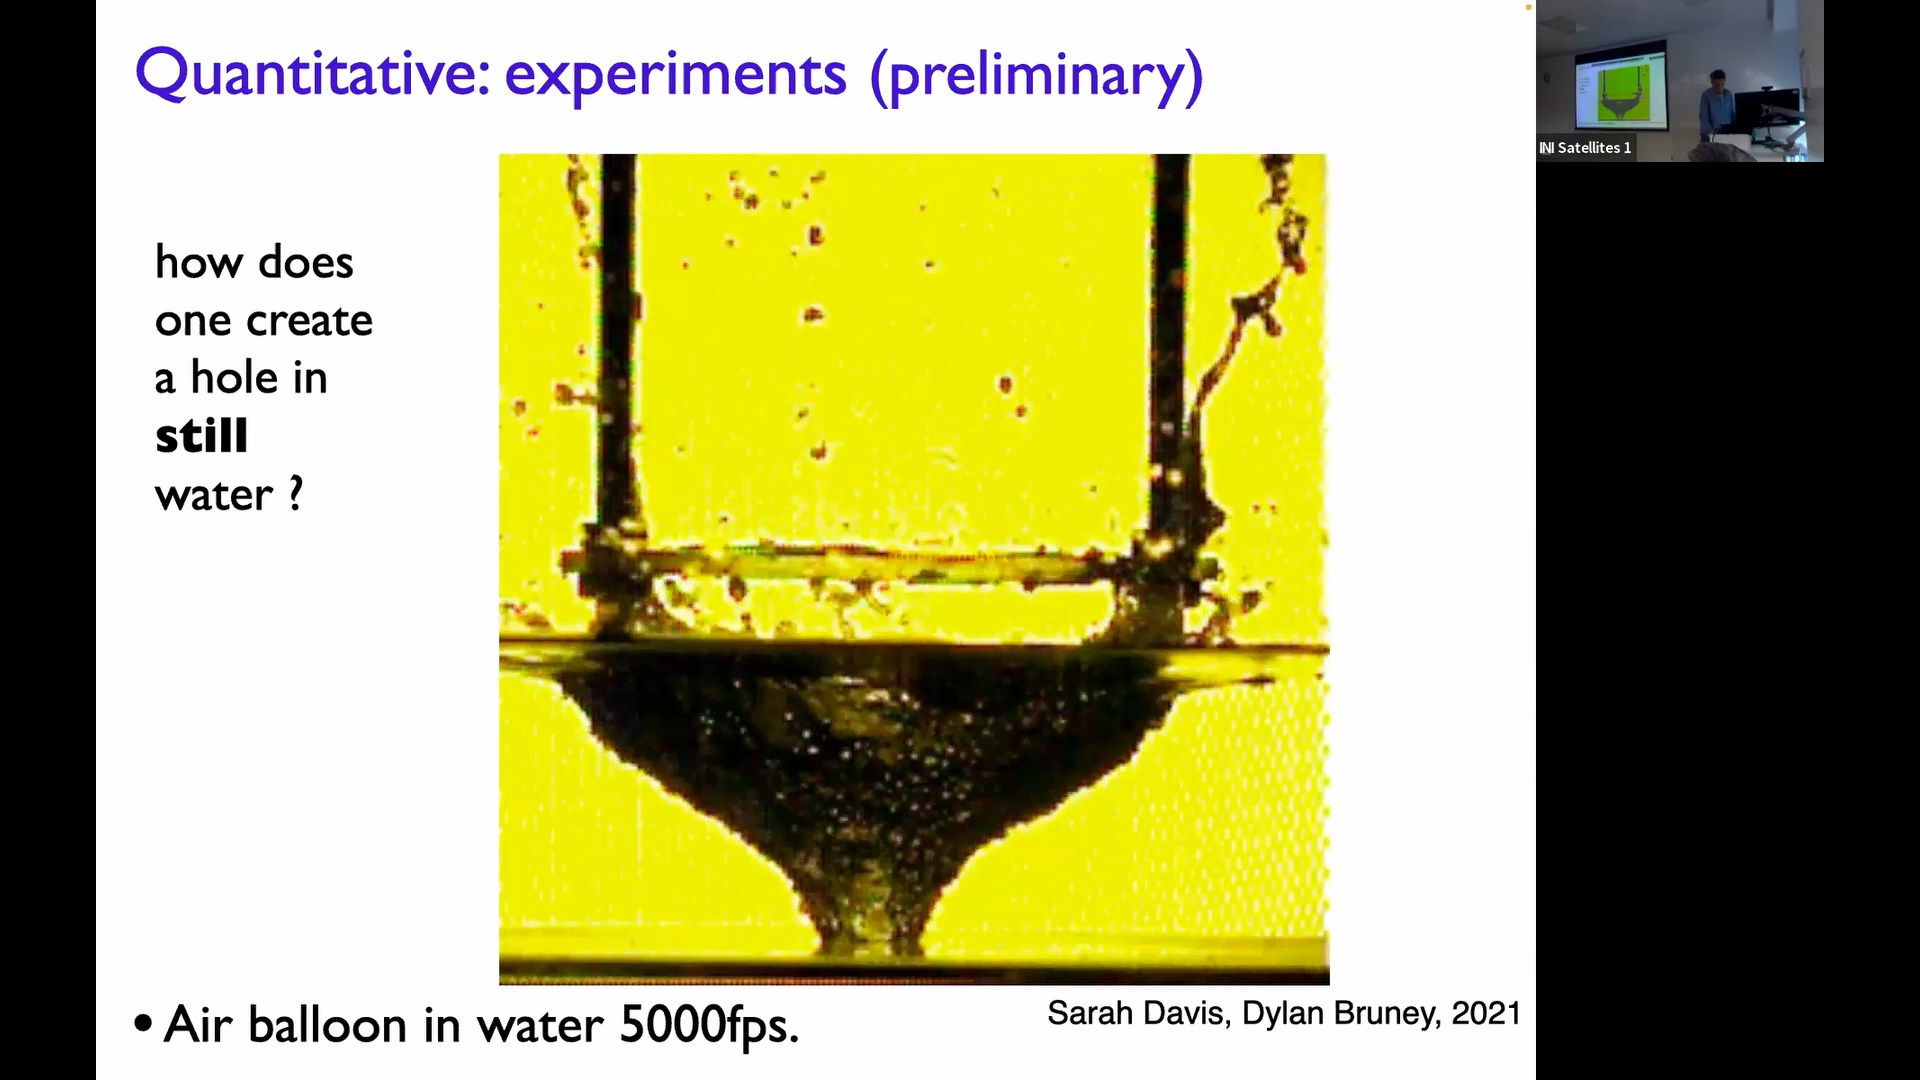 Quantitative: experiments (preliminary)
INI Satellites 1
how does
one create
a hole in
still
water ?
• Air balloon in water 5000fps.
Sarah Davis, Dylan Bruney, 2021